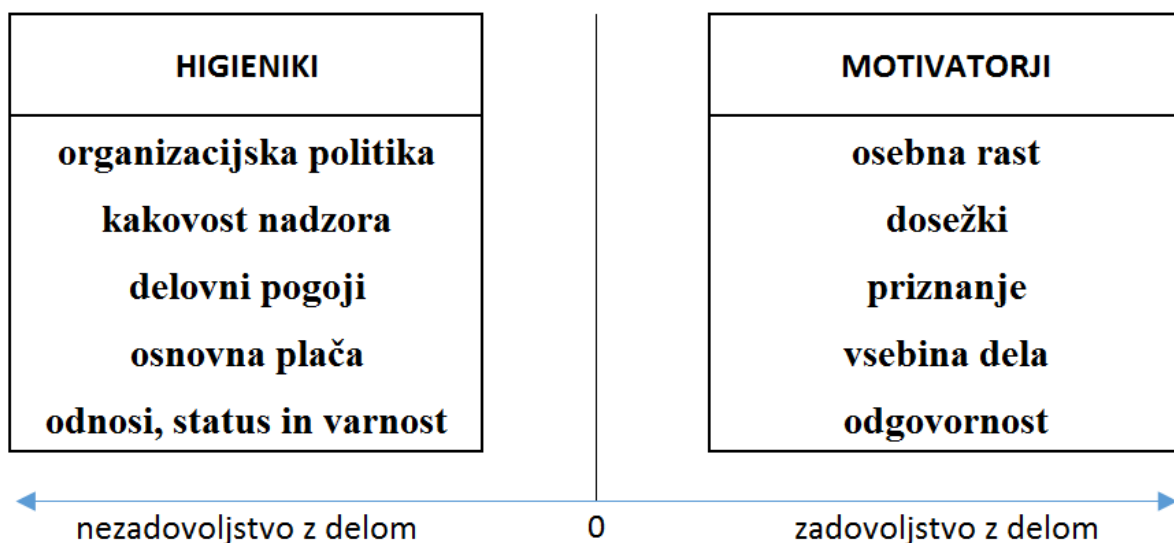 HIGIENIKI
organizacijska politika
kakovost nadzora
delovni pogoji
osnovna plača
odnosi, status in varnost
MOTIVATORJI
osebna rast
dosežki
priznanje
vsebina dela
odgovornost
nezadovoljstvo z delom
0
zadovoljstvo z delom